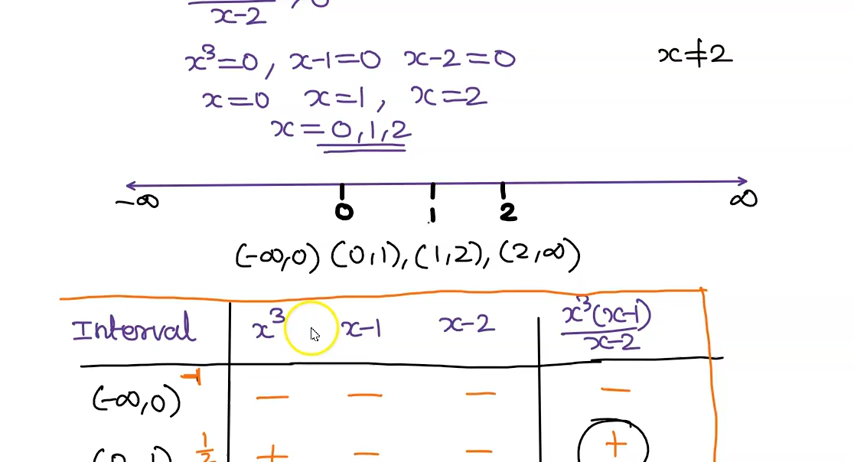 x-2
x³=0, x-1=0 x-2=0
x≠2
x=0 x=1, x=2
x=0,1,2
-∞ 0 1 2 ∞
(-∞,0) (0,1), (1,2), (2,∞)
Interval x³ x-1 x-2 x³(x-1)/x-2
(-∞,0) -1 − − − −
1/2 + − − +